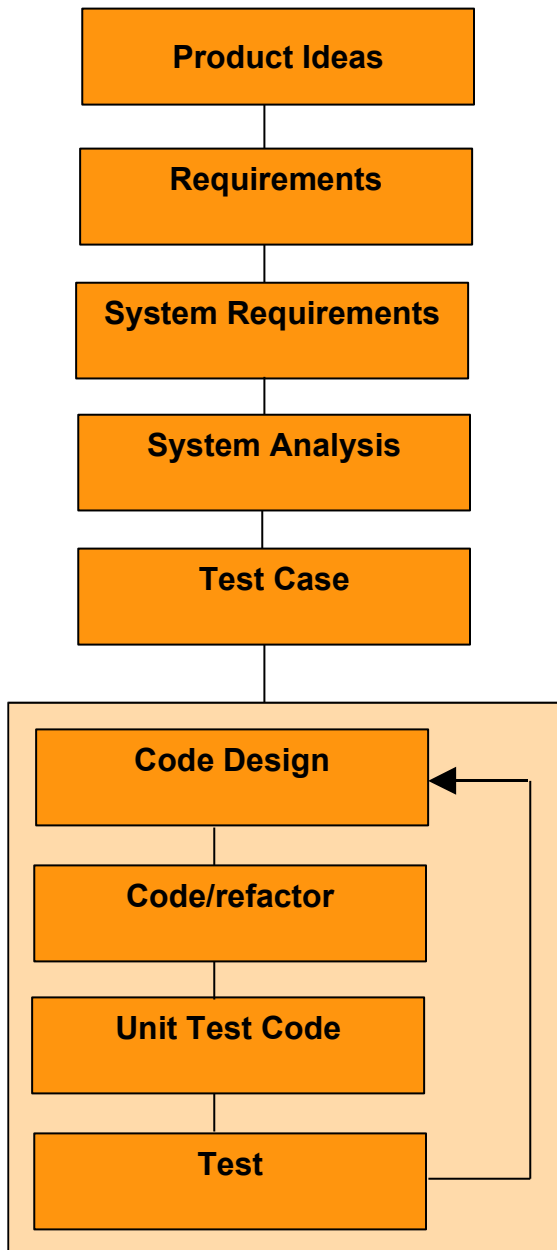 Product Ideas
Requirements
System Requirements
System Analysis
Test Case
Code Design
Code/refactor
Unit Test Code
Test